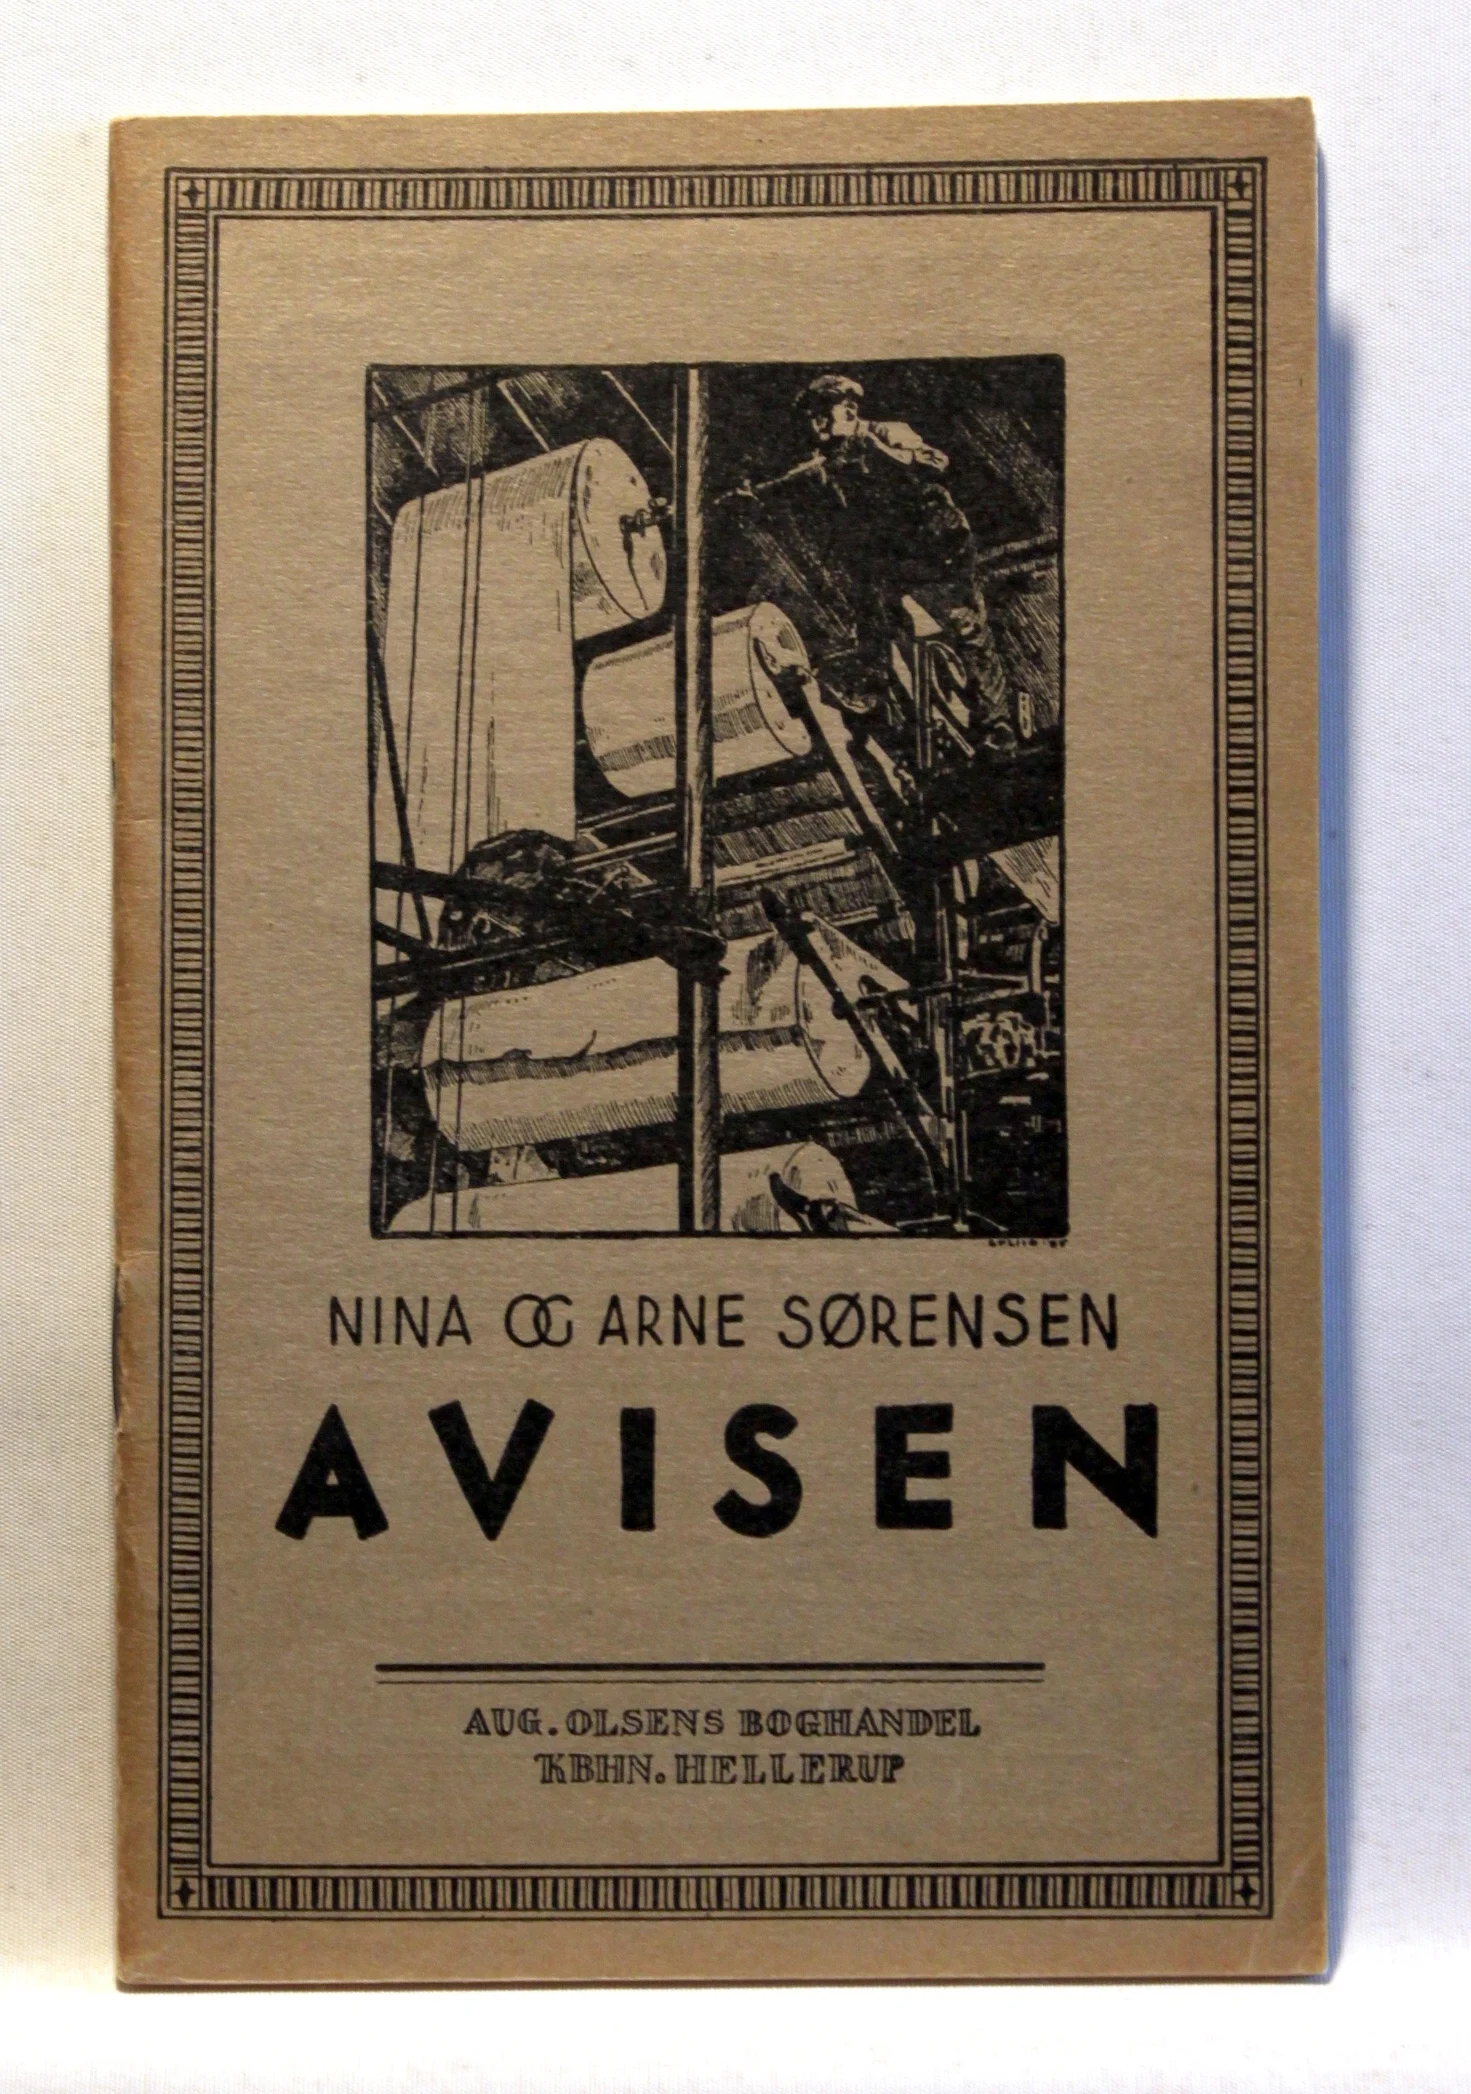 NINA OG ARNE SØRENSEN
AVISEN
AUG. OLSENS BOGHANDEL
KBHN. HELLERUP